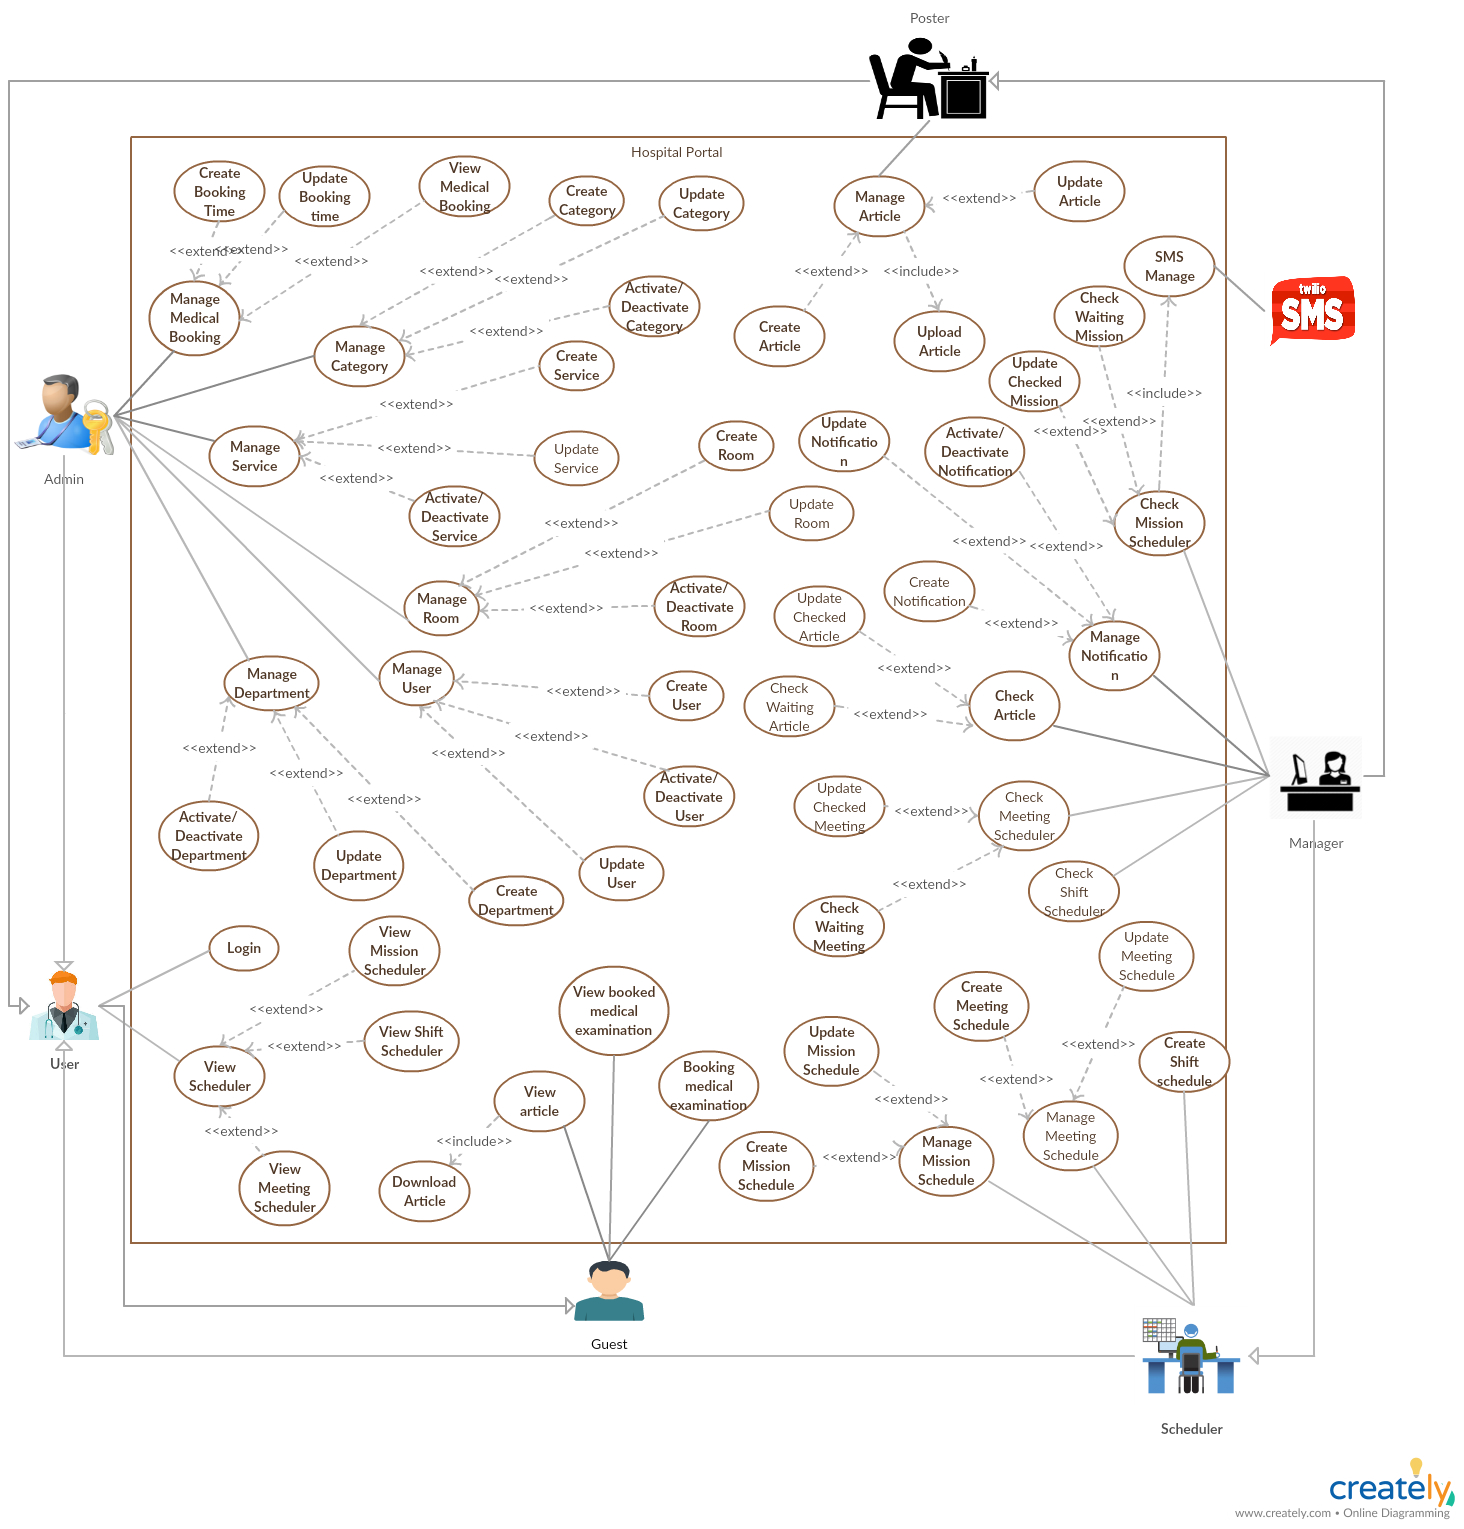 Poster
Hospital Portal
Create
Booking
Time
Update
Booking
time
View
Medical
Booking
Create
Category
Update
Category
Manage
Article
<<extend>>
Update
Article
<<extend>>
<<extend>>
<<extend>>
<<extend>>
<<extend>>
<<extend>>
<<include>>
SMS
Manage
twilio
SMS
Manage
Medical
Booking
Activate/
Deactivate
Category
<<extend>>
Create
Article
Upload
Article
Check
Waiting
Mission
Manage
Category
Create
Service
Update
Checked
Mission
<<include>>
<<extend>>
<<extend>>
<<extend>>
Admin
Manage
Service
<<extend>>
Update
Service
<<extend>>
Create
Room
Update
Notificatio
n
Activate/
Deactivate
Notification
Activate/
Deactivate
Service
Update
Room
Check
Mission
Scheduler
<<extend>>
<<extend>>
<<extend>>
<<extend>>
Manage
Room
<<extend>>
Activate/
Deactivate
Room
Update
Checked
Article
Create
Notification
<<extend>>
Manage
Notificatio
n
<<extend>>
Manage
Department
Manage
User
<<extend>>
Create
User
Check
Waiting
Article
<<extend>>
Check
Article
<<extend>>
<<extend>>
<<extend>>
<<extend>>
<<extend>>
Activate/
Deactivate
User
Update
Checked
Meeting
<<extend>>
Check
Meeting
Scheduler
Manager
Activate/
Deactivate
Department
Update
Department
Create
Department
Update
User
<<extend>>
Check
Shift
Scheduler
Check
Waiting
Meeting
Login
View
Mission
Scheduler
Update
Meeting
Schedule
<<extend>>
View booked
medical
examination
Create
Meeting
Schedule
<<extend>>
View Shift
Scheduler
Update
Mission
Schedule
<<extend>>
Create
Shift
schedule
User
View
Scheduler
View
article
Booking
medical
examination
<<extend>>
<<extend>>
<<extend>>
<<include>>
Manage
Meeting
Schedule
View
Meeting
Scheduler
Download
Article
Create
Mission
Schedule
<<extend>>
Manage
Mission
Schedule
Guest
Scheduler
creately
www.creately.com • Online Diagramming